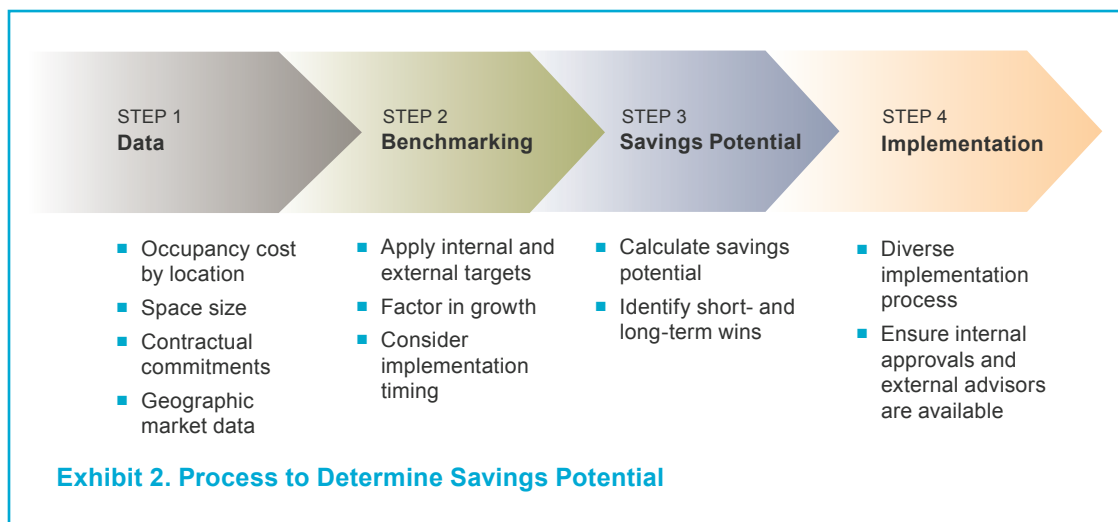 STEP 1
Data
STEP 2
Benchmarking
STEP 3
Savings Potential
STEP 4
Implementation
Occupancy cost
by location
Space size
Contractual
commitments
Geographic
market data
Apply internal and
external targets
Factor in growth
Consider
implementation
timing
Calculate savings
potential
Identify short- and
long-term wins
Diverse
implementation
process
Ensure internal
approvals and
external advisors
are available
Exhibit 2. Process to Determine Savings Potential